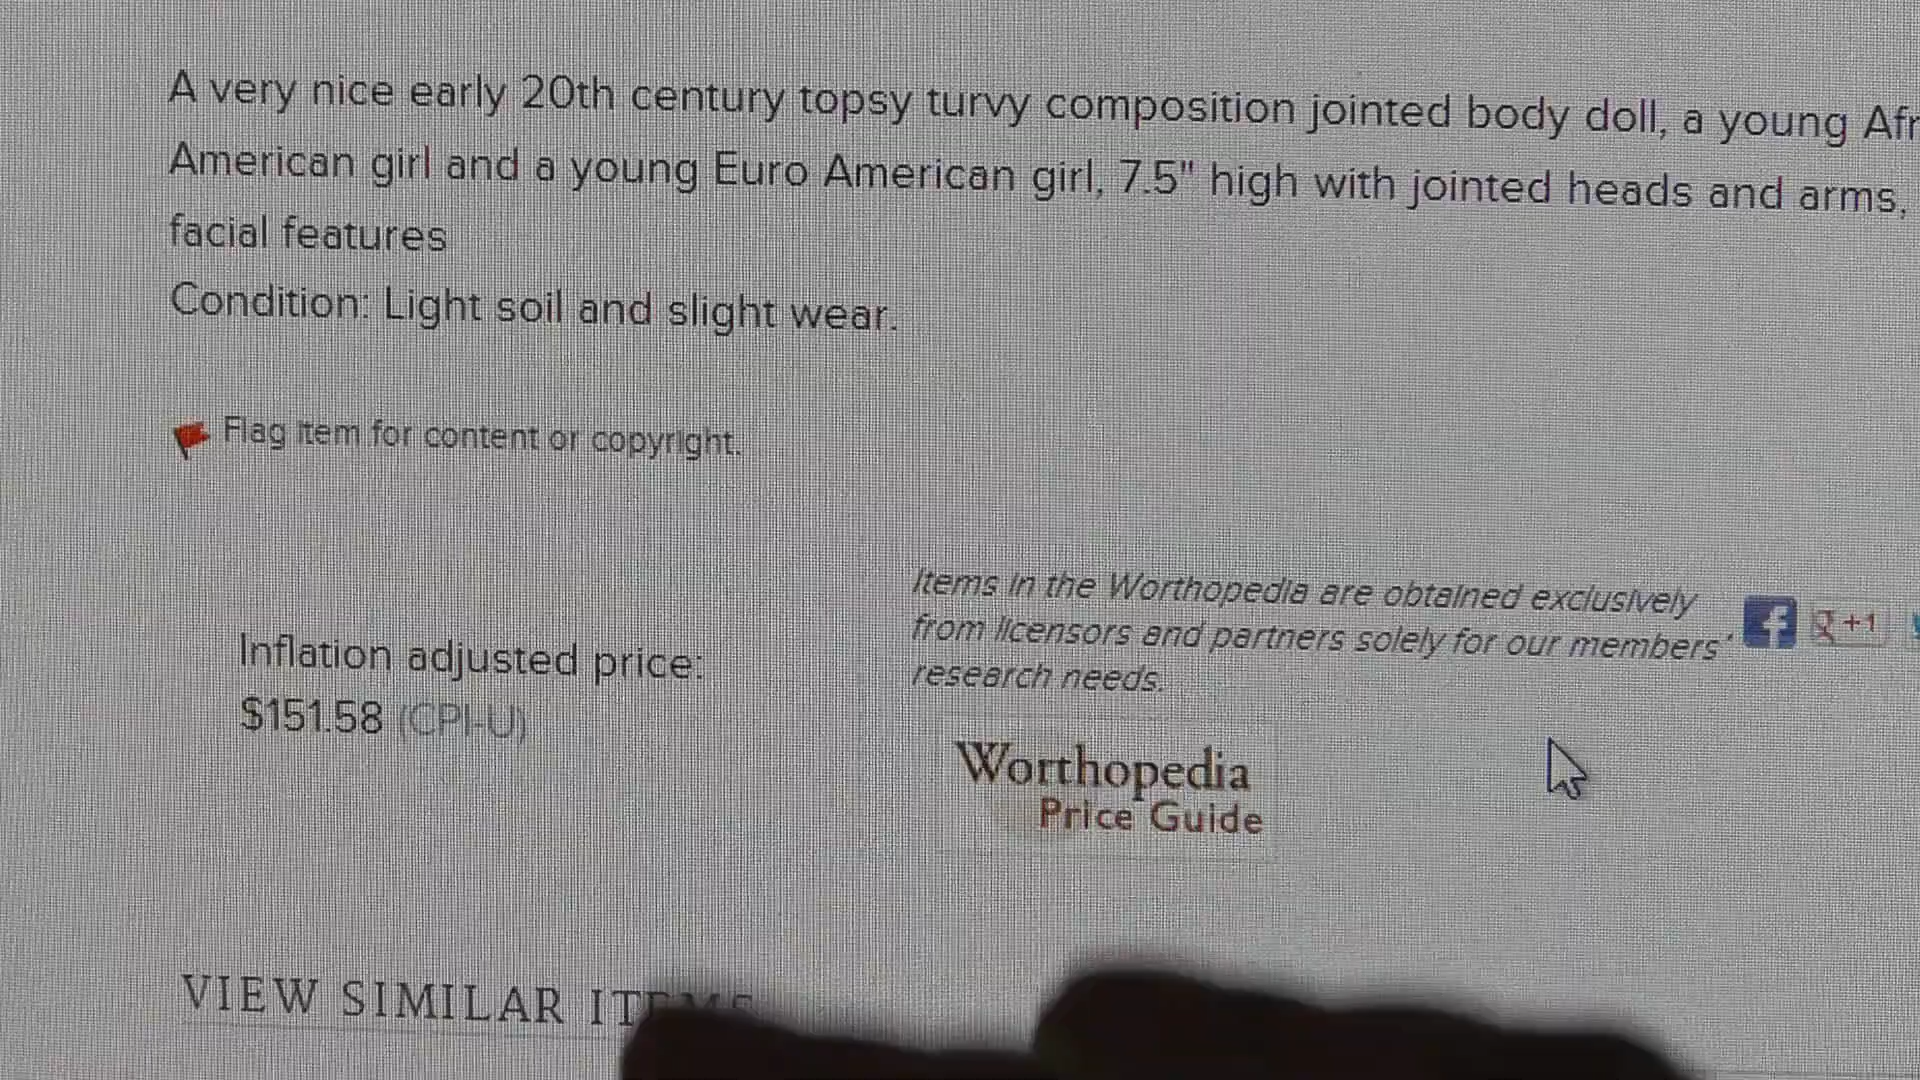 A very nice early 20th century topsy turvy composition jointed body doll, a young Afr
American girl and a young Euro American girl, 7.5" high with jointed heads and arms,
facial features
Condition: Light soil and slight wear.
Flag item for content or copyright.
Items in the Worthopedia are obtained exclusively
from licensors and partners solely for our members'
research needs.
+1
Inflation adjusted price:
$151.58 (CPI-U)
Worthopedia
Price Guide
VIEW SIMILAR ITEMS